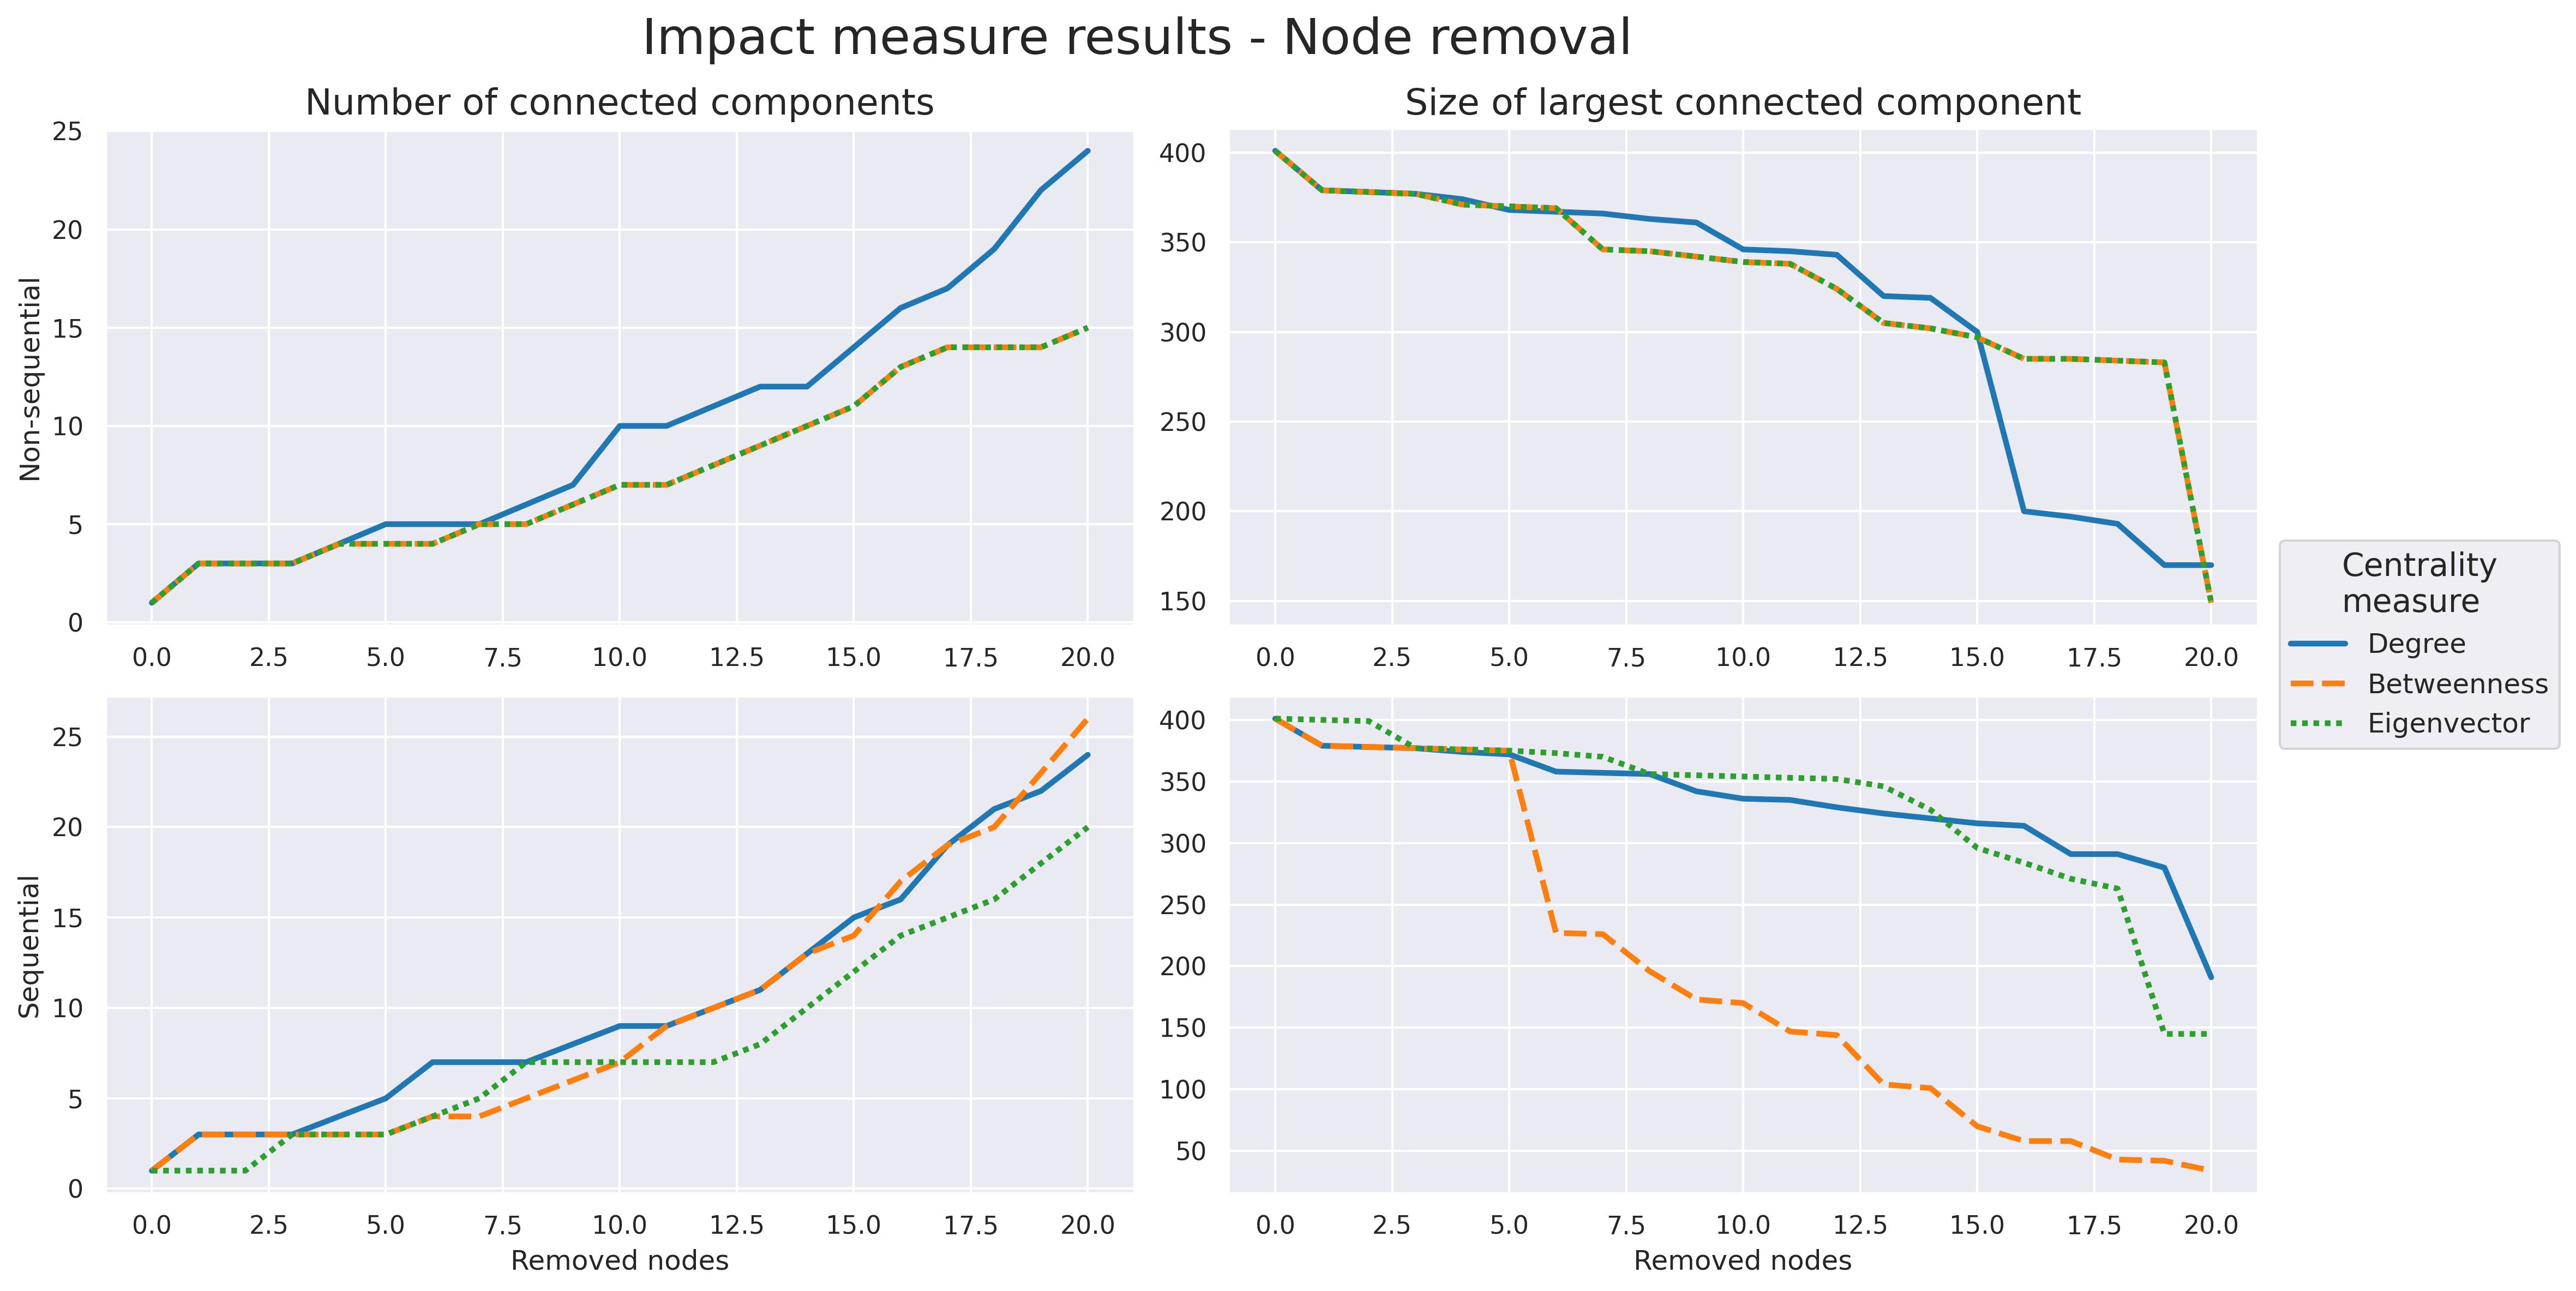 Impact measure results - Node removal
Number of connected components
Size of largest connected component
Non-sequential
25
20
15
10
5
0
0.0 2.5 5.0 7.5 10.0 12.5 15.0 17.5 20.0
400
350
300
250
200
150
0.0 2.5 5.0 7.5 10.0 12.5 15.0 17.5 20.0
Centrality
measure
Degree
Betweenness
Eigenvector
Sequential
25
20
15
10
5
0
0.0 2.5 5.0 7.5 10.0 12.5 15.0 17.5 20.0
Removed nodes
400
350
300
250
200
150
100
50
0.0 2.5 5.0 7.5 10.0 12.5 15.0 17.5 20.0
Removed nodes